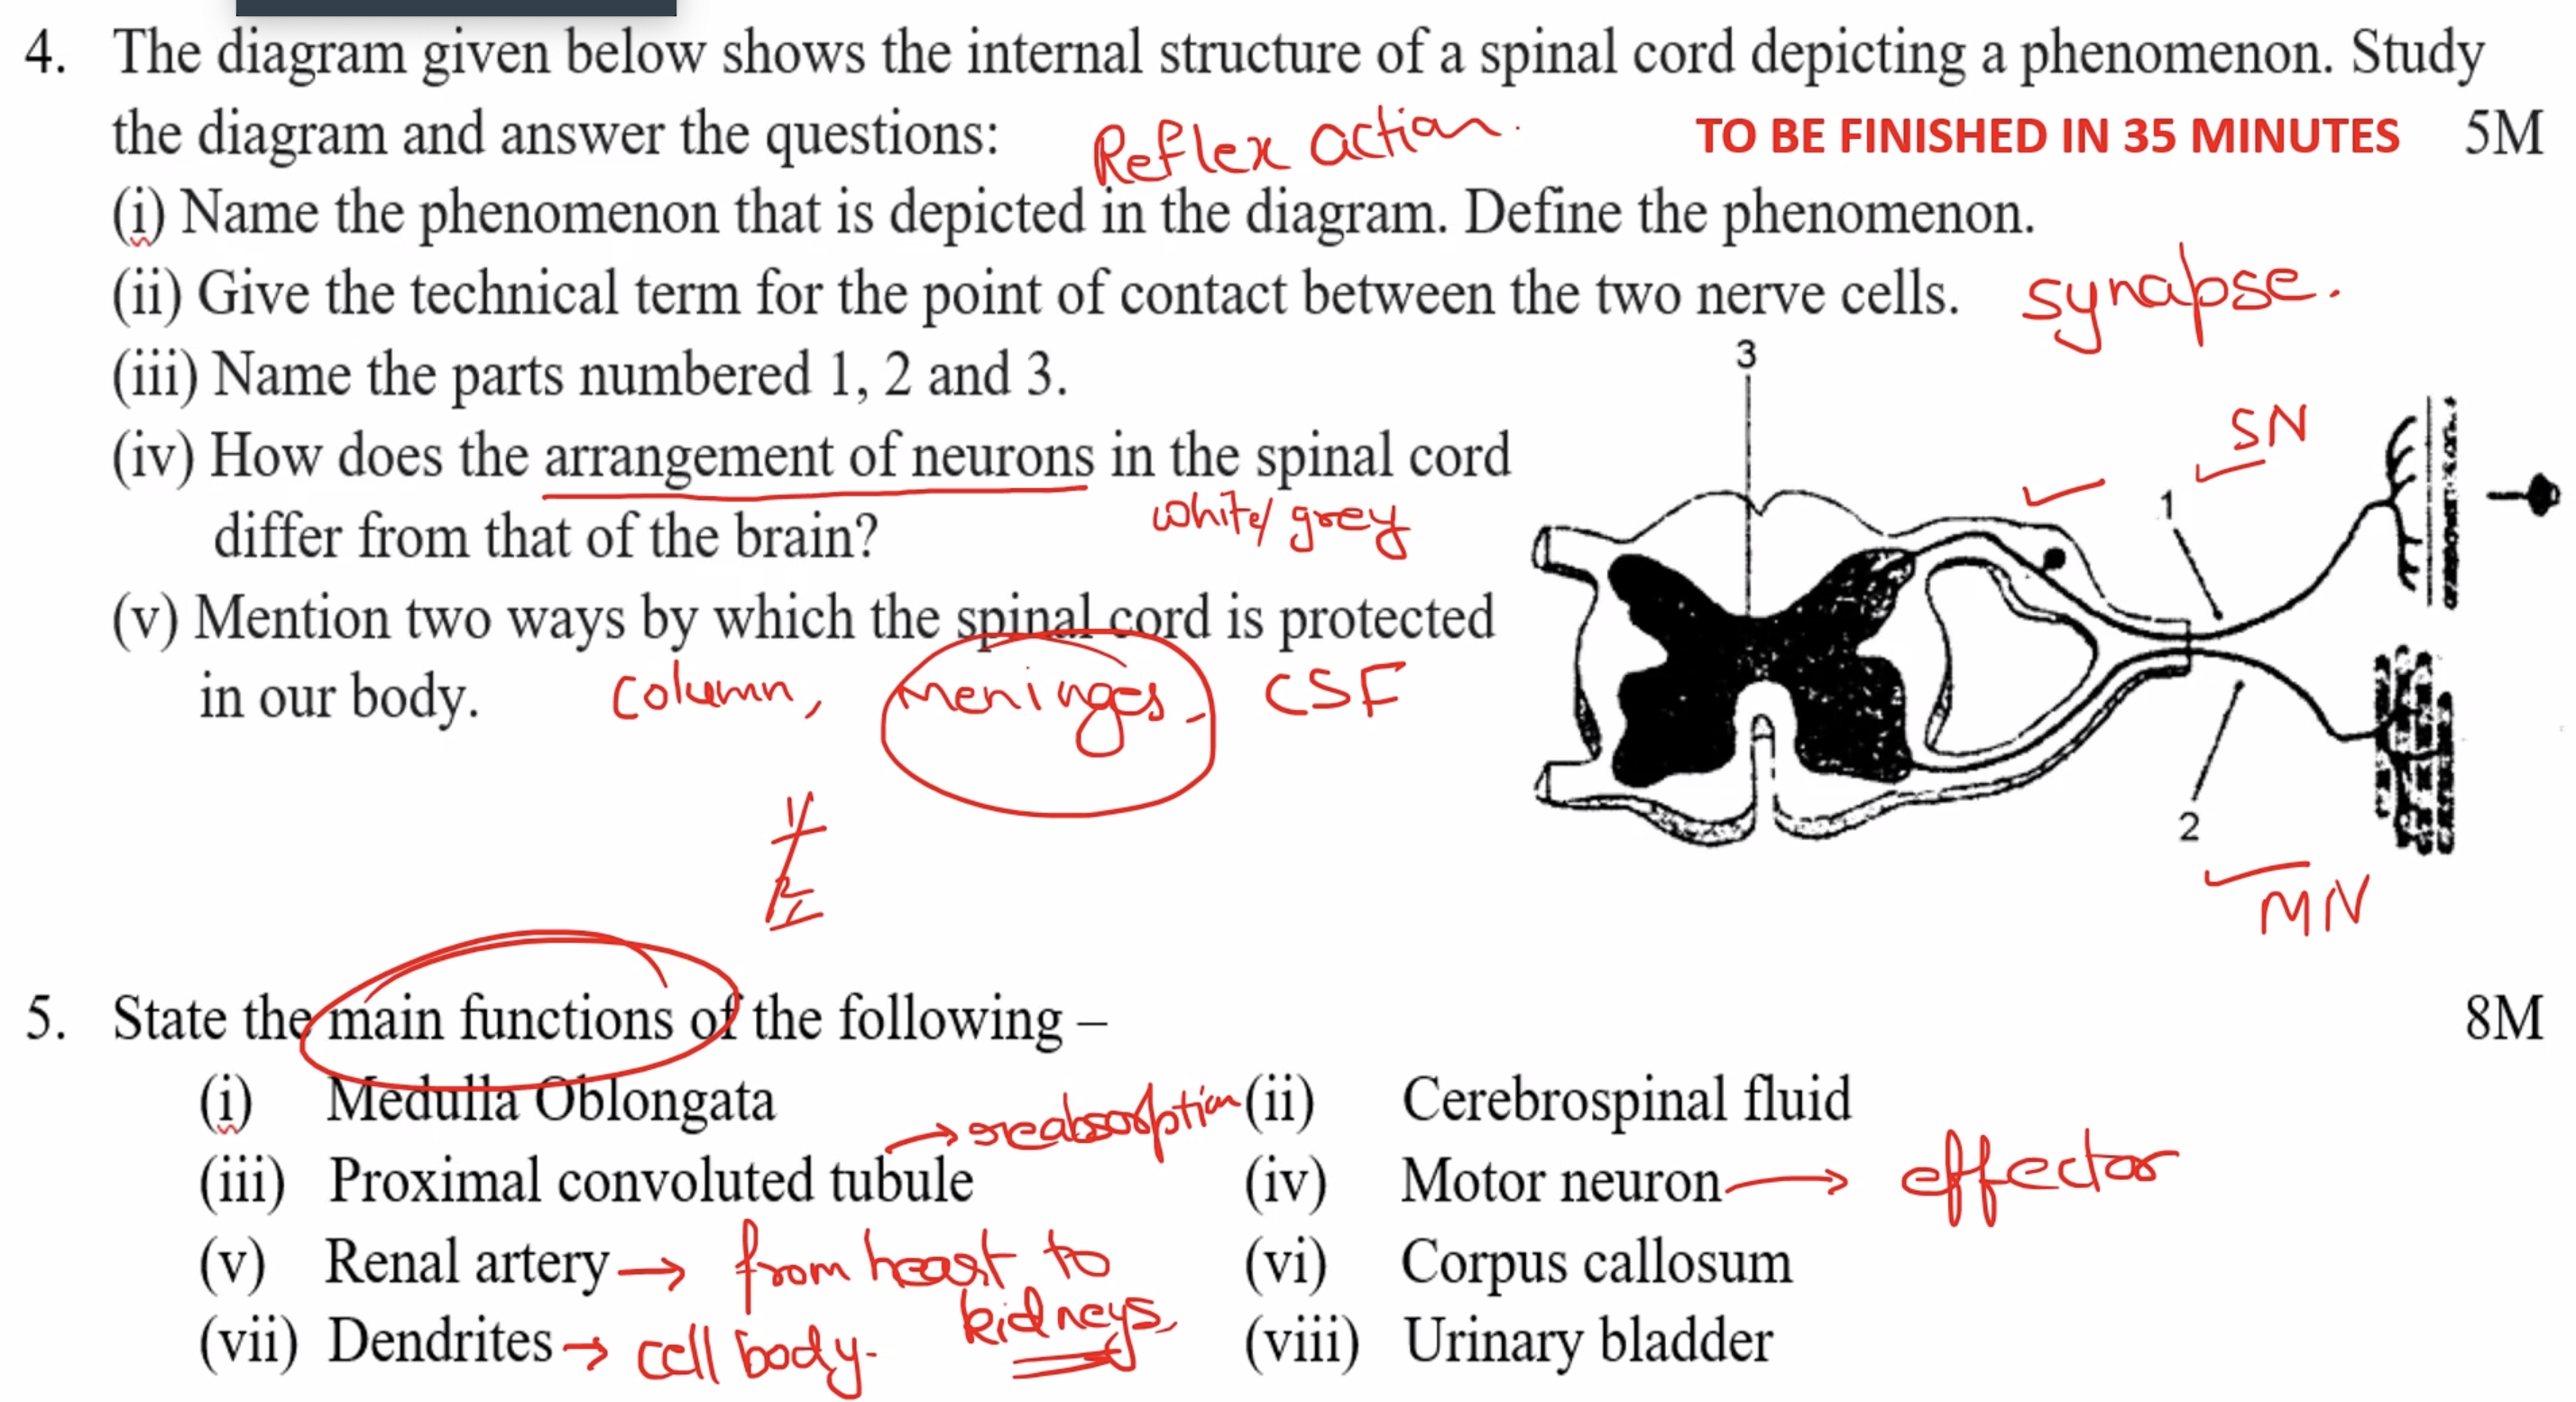 4. The diagram given below shows the internal structure of a spinal cord depicting a phenomenon. Study
the diagram and answer the questions: Reflex action. TO BE FINISHED IN 35 MINUTES 5M
(i) Name the phenomenon that is depicted in the diagram. Define the phenomenon.
(ii) Give the technical term for the point of contact between the two nerve cells. synapse.
(iii) Name the parts numbered 1, 2 and 3.
3
SN
(iv) How does the arrangement of neurons in the spinal cord
1
differ from that of the brain? white/grey
(v) Mention two ways by which the spinal cord is protected
in our body. Column, Meninges, CSF
2
MN
5. State the main functions of the following – 8M
(i) Medulla Oblongata (ii) Cerebrospinal fluid
→ reabsorption
(iii) Proximal convoluted tubule (iv) Motor neuron → effector
(v) Renal artery → from heart to kidneys, (vi) Corpus callosum
(vii) Dendrites → cell body. (viii) Urinary bladder